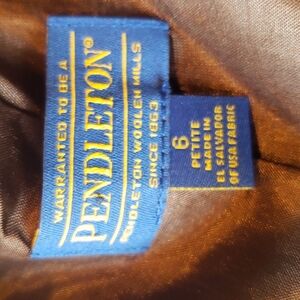 WARRANTED TO BE A
PENDLETON®
PENDLETON WOOLEN MILLS
SINCE 1863
6
PETITE
MADE IN
EL SALVADOR
OF USA FABRIC